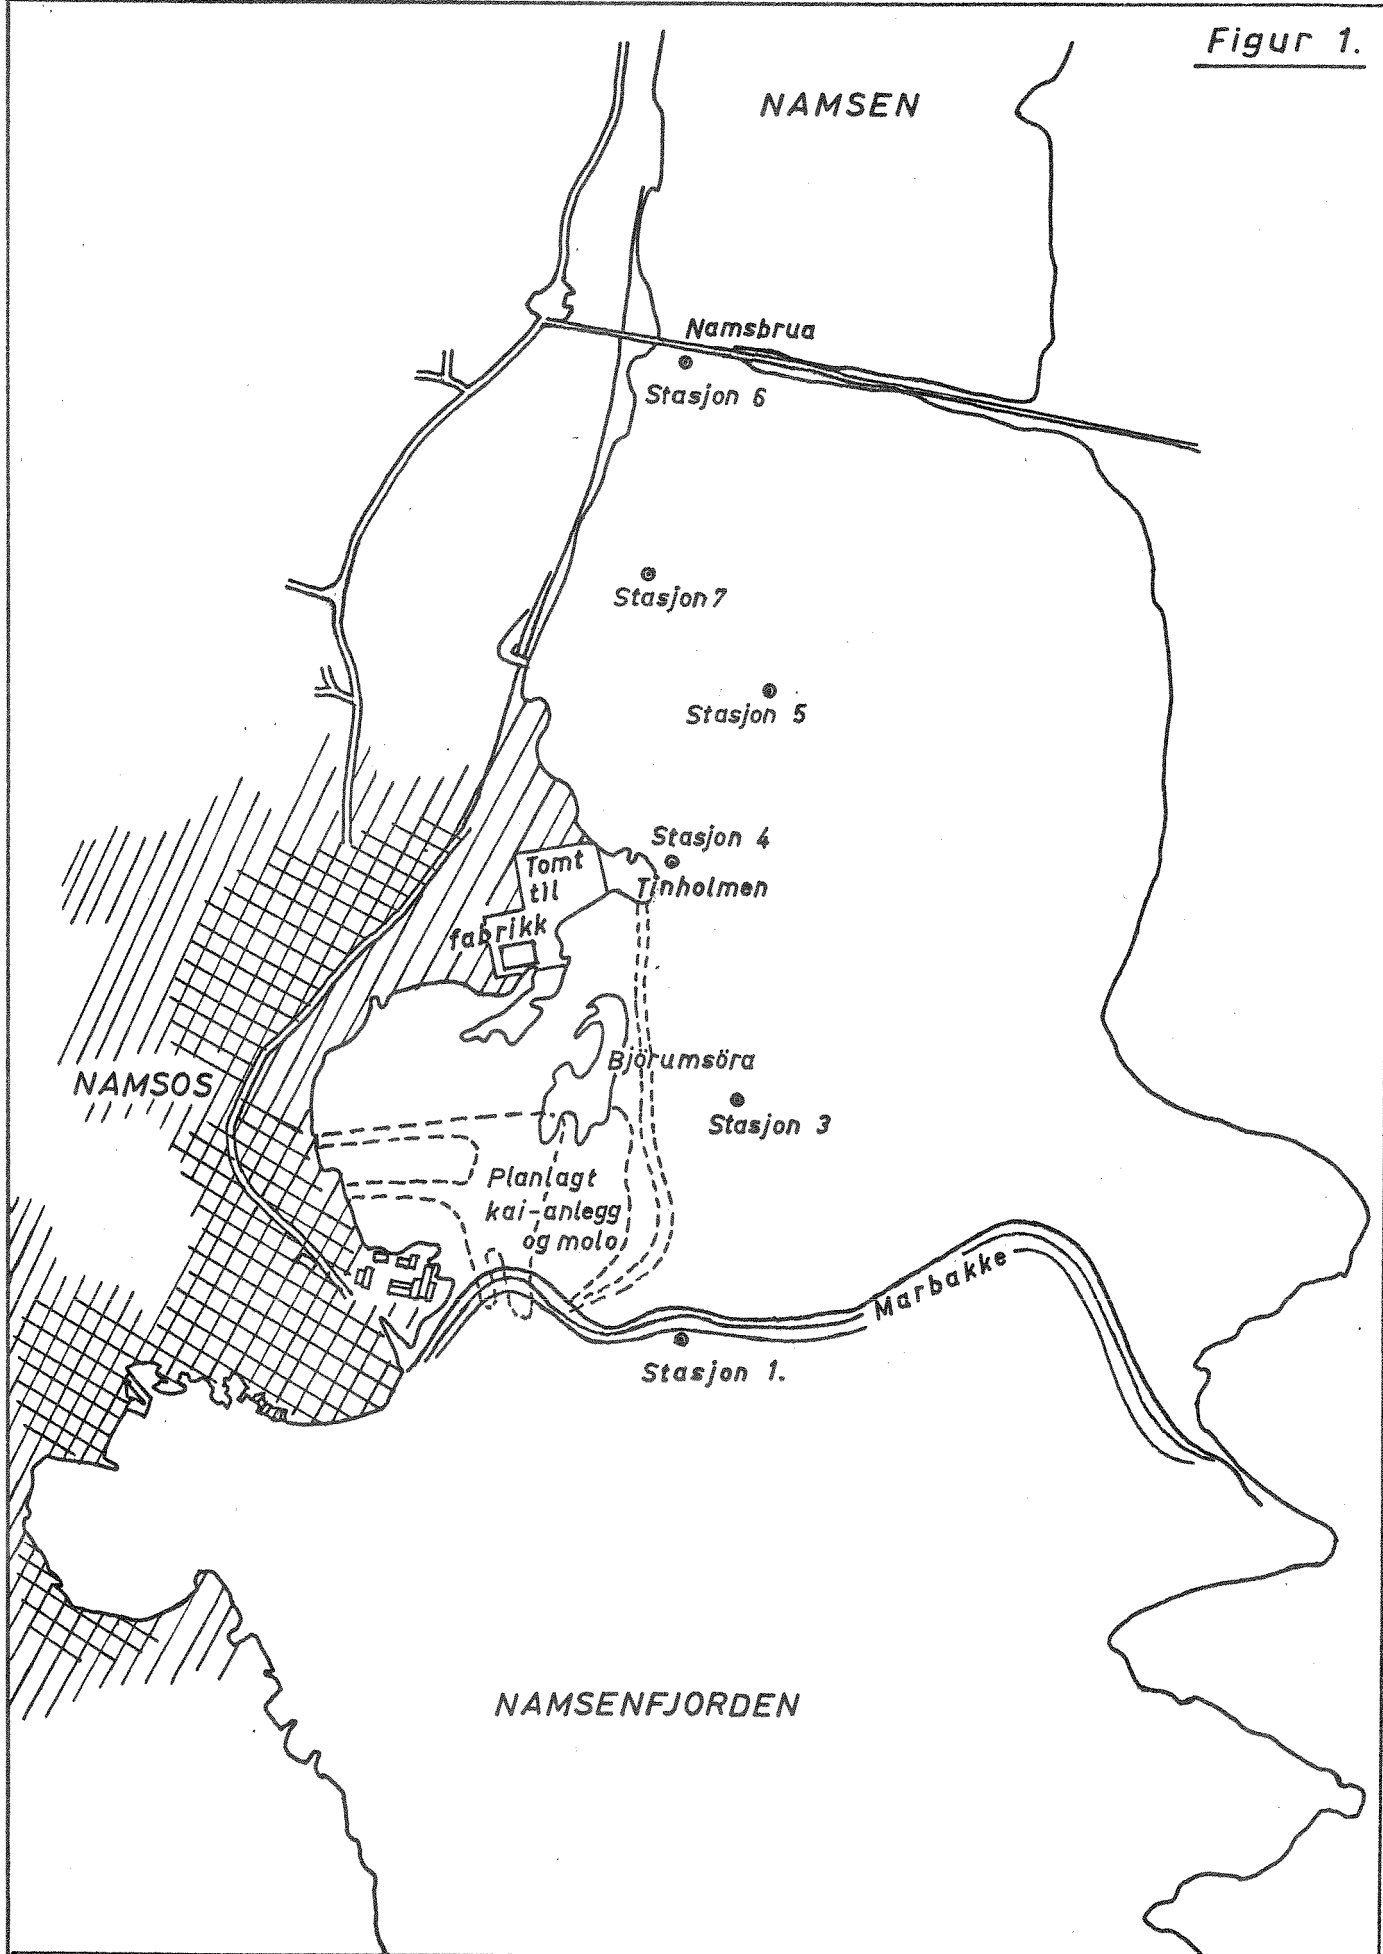 Figur 1.
NAMSEN
Namsbrua
Stasjon 6
Stasjon 7
Stasjon 5
Stasjon 4
Tomt
til
fabrikk
Tinholmen
Björumsöra
NAMSOS
Stasjon 3
Planlagt
kai-anlegg
og molo
Marbakke
Stasjon 1.
NAMSENFJORDEN